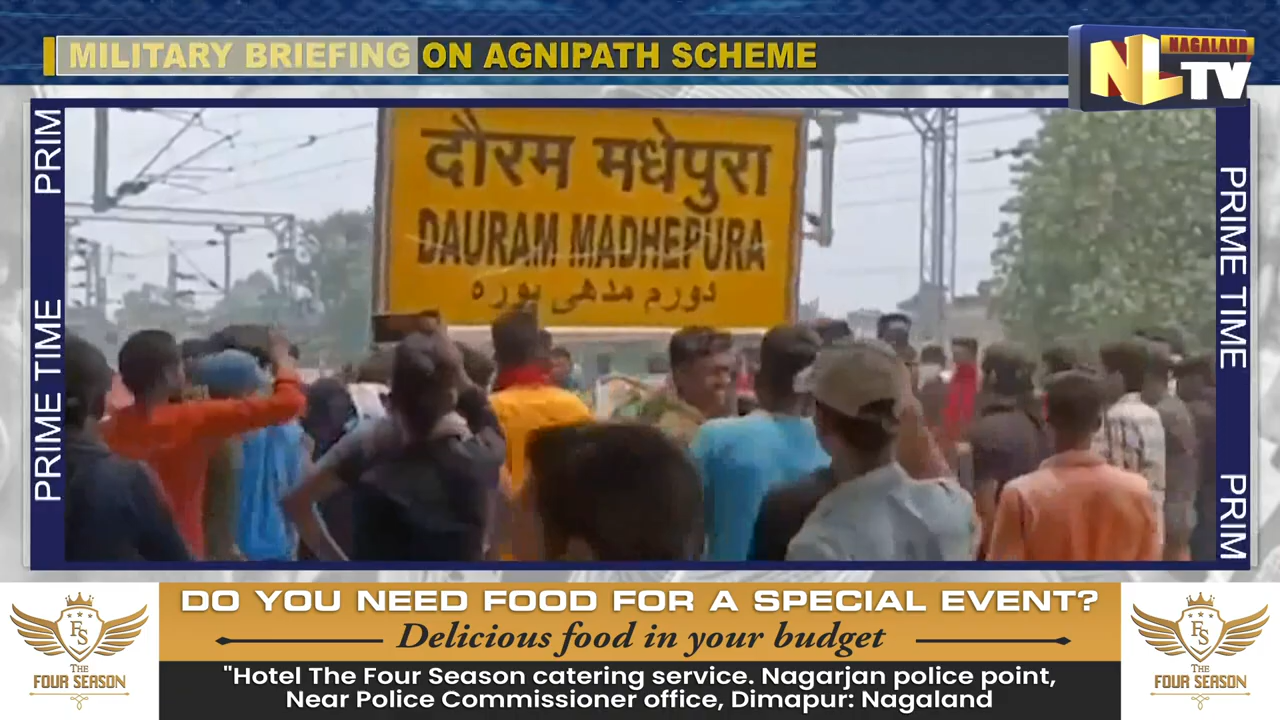 MILITARY BRIEFING ON AGNIPATH SCHEME
NAGALAND
NL TV
PRIM
PRIME TIME
दौरम मधेपुरा
DAURAM MADHEPURA
دورم مدھی پورہ
PRIME TIME
PRIM
DO YOU NEED FOOD FOR A SPECIAL EVENT?
Delicious food in your budget
"Hotel The Four Season catering service. Nagarjan police point,
Near Police Commissioner office, Dimapur: Nagaland
FS
THE
FOUR SEASON
FS
THE
FOUR SEASON